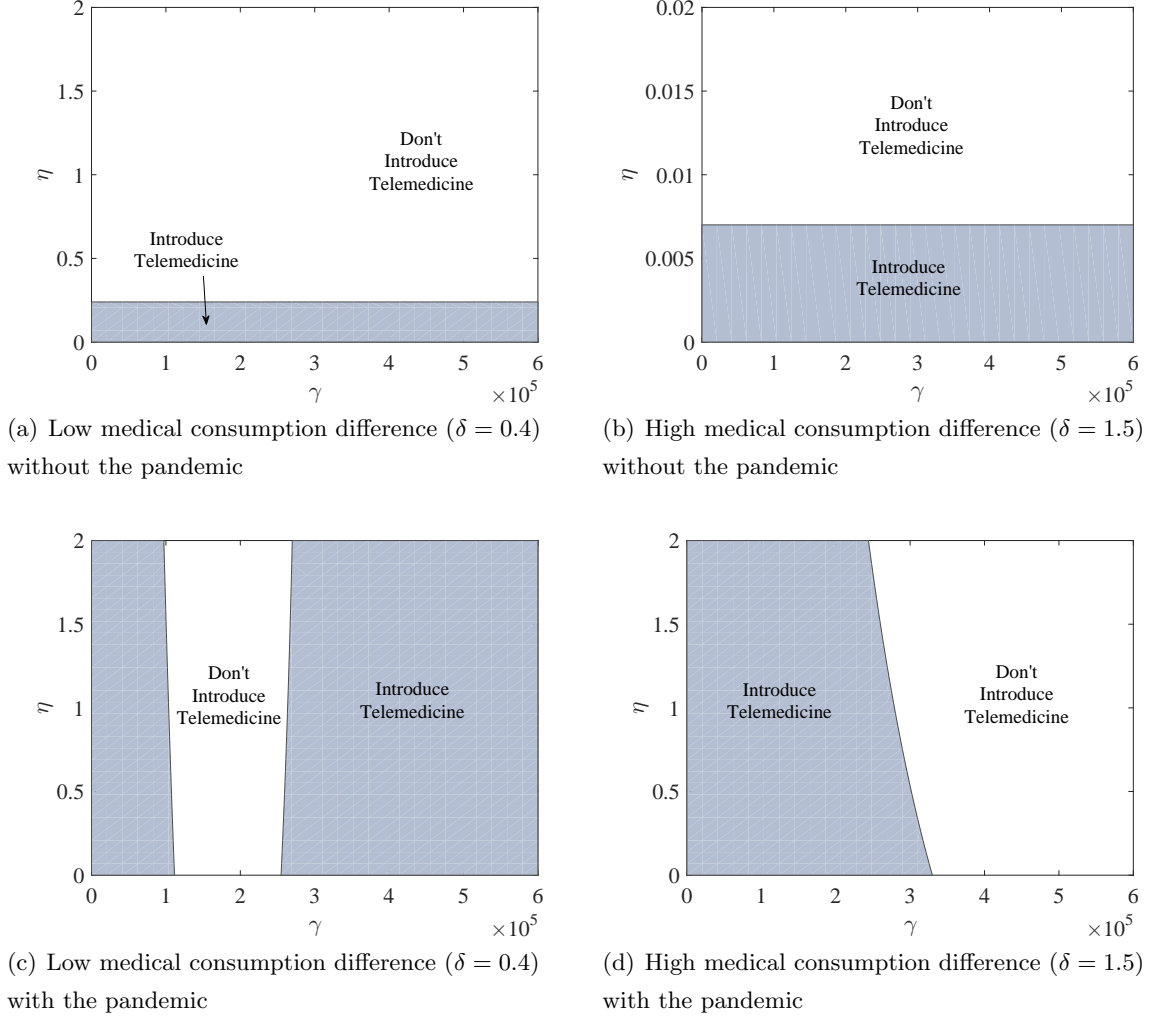 2
1.5
1
0.5
0
η
Don't
Introduce
Telemedicine
Introduce
Telemedicine
0 1 2 3 4 5 6
γ ×10^5
(a) Low medical consumption difference (δ = 0.4)
without the pandemic
0.02
0.015
0.01
0.005
0
η
Don't
Introduce
Telemedicine
Introduce
Telemedicine
0 1 2 3 4 5 6
γ ×10^5
(b) High medical consumption difference (δ = 1.5)
without the pandemic
2
1.5
1
0.5
0
η
Don't
Introduce
Telemedicine
Introduce
Telemedicine
0 1 2 3 4 5 6
γ ×10^5
(c) Low medical consumption difference (δ = 0.4)
with the pandemic
2
1.5
1
0.5
0
η
Introduce
Telemedicine
Don't
Introduce
Telemedicine
0 1 2 3 4 5 6
γ ×10^5
(d) High medical consumption difference (δ = 1.5)
with the pandemic